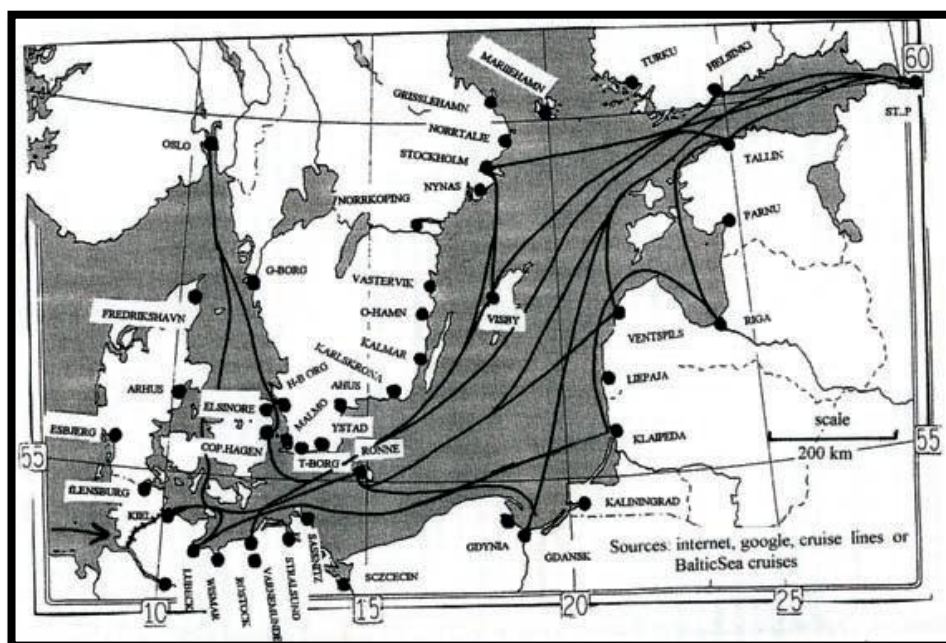 TURKU
HELSINKI
60
MARIEHAMN
GRISSLEHAMN
ST.P
NORRTALJE
OSLO
STOCKHOLM
TALLIN
NYNAS
NORRKOPING
PARNU
G-BORG
VASTERVIK
FREDRIKSHAVN
O-HAMN
VISBY
VENTSPILS
RIGA
KALMAR
KARLSKRONA
H-BORG
ARHUS
AHUS
LIEPAJA
ELSINORE
MALMO
scale
ESBJERG
YSTAD
COP.HAGEN
RONNE
KLAIPEDA
55
T-BORG
200 km
55
fLENSBURG
KALININGRAD
KIEL
GDYNIA
GDANSK
Sources: internet, google, cruise lines or
BalticSea cruises
SASSNITZ
STRALSUND
SCZCECIN
LUBECK
WISMAR
ROSTOCK
10
15
20
25